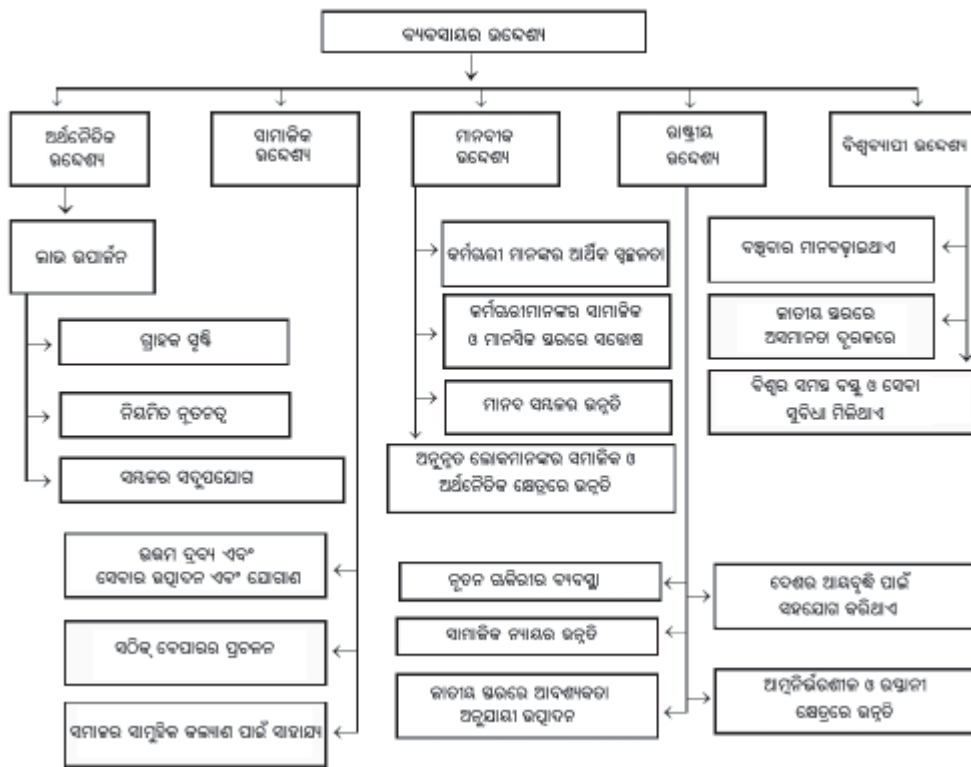 ବ୍ୟବସାୟର ଉଦ୍ଦେଶ୍ୟ
ଅର୍ଥନୈତିକ
ଉଦ୍ଦେଶ୍ୟ
ସାମାଜିକ
ଉଦ୍ଦେଶ୍ୟ
ମାନବୀକ
ଉଦ୍ଦେଶ୍ୟ
ରାଷ୍ଟ୍ରୀୟ
ଉଦ୍ଦେଶ୍ୟ
ବିଶ୍ୱବ୍ୟାପୀ ଉଦ୍ଦେଶ୍ୟ
ଲାଭ ଉପାର୍ଜନ
ଗ୍ରାହକ ସୃଷ୍ଟି
ନିୟମିତ ନୂତନତ୍ୱ
ସମ୍ବଳର ସଦୁପଯୋଗ
ଉତ୍ତମ ଦ୍ରବ୍ୟ ଏବଂ
ସେବାର ଉତ୍ପାଦନ ଏବଂ ଯୋଗାଣ
ସଠିକ୍ ବେପାରର ପ୍ରଚଳନ
ସମାଜର ସାମୁହିକ କଲ୍ୟାଣ ପାଇଁ ସାହାଯ୍ୟ
କର୍ମଚାରୀ ମାନଙ୍କର ଆର୍ଥିକ ସ୍ୱଚ୍ଛଳତା
କର୍ମଚାରୀମାନଙ୍କର ସାମାଜିକ
ଓ ମାନସିକ ସ୍ତରରେ ସନ୍ତୋଷ
ମାନବ ସମ୍ବଳର ଉନ୍ନତି
ଅନୁନ୍ନତ ଲୋକମାନଙ୍କର ସମାଜିକ ଓ
ଅର୍ଥନୈତିକ କ୍ଷେତ୍ରରେ ଉନ୍ନତି
ନୂତନ ଚାକିରୀର ବ୍ୟବସ୍ଥା
ସାମାଜିକ ନ୍ୟାୟର ଉନ୍ନତି
ଜାତୀୟ ସ୍ତରରେ ଆବଶ୍ୟକତା
ଅନୁଯାୟୀ ଉତ୍ପାଦନ
ଦେଶର ଆୟବୃଦ୍ଧି ପାଇଁ
ସହଯୋଗ କରିଥାଏ
ଆତ୍ମନିର୍ଭରଶୀଳ ଓ ରପ୍ତାନୀ
କ୍ଷେତ୍ରରେ ଉନ୍ନତି
ବଞ୍ଚିବାର ମାନବଢ଼ାଇଥାଏ
ଜାତୀୟ ସ୍ତରରେ
ଅସମାନତା ଦୂରକରେ
ବିଶ୍ୱର ସମସ୍ତ ବସ୍ତୁ ଓ ସେବା
ସୁବିଧା ମିଳିଥାଏ